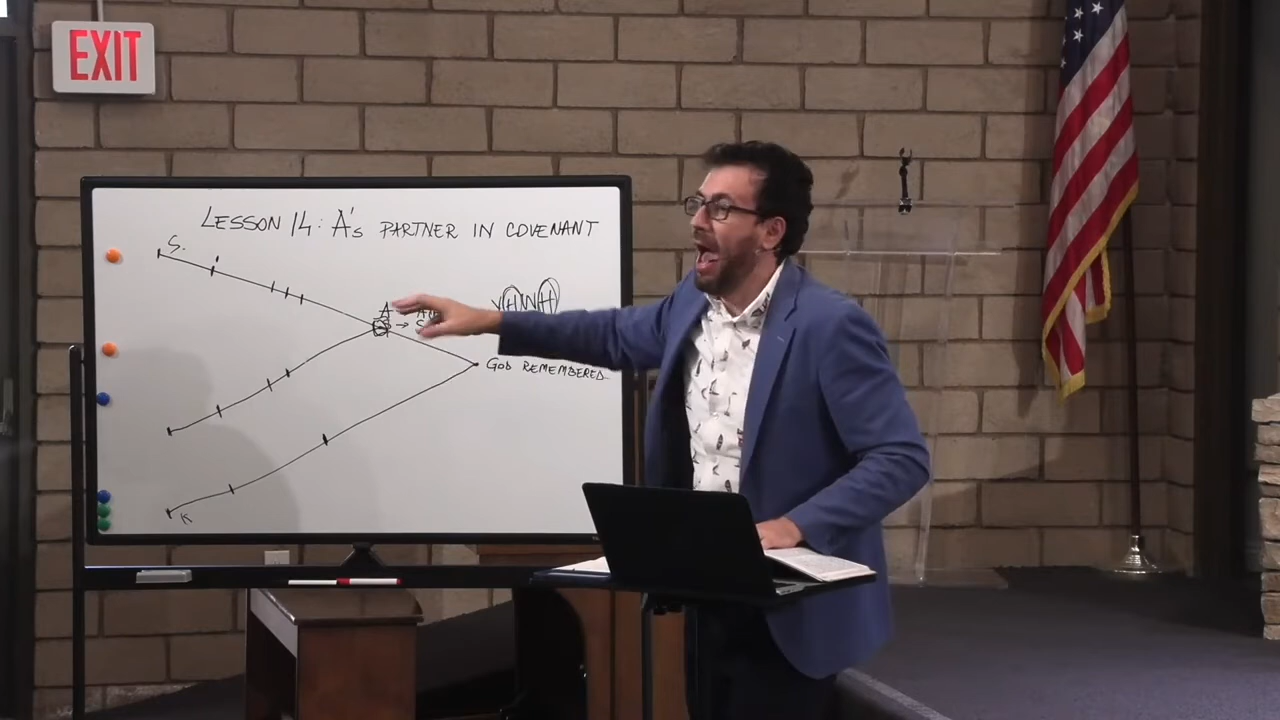 EXIT
LESSON 14: A's PARTNER IN COVENANT
S.
YHWH
A
GOD REMEMBERED
K